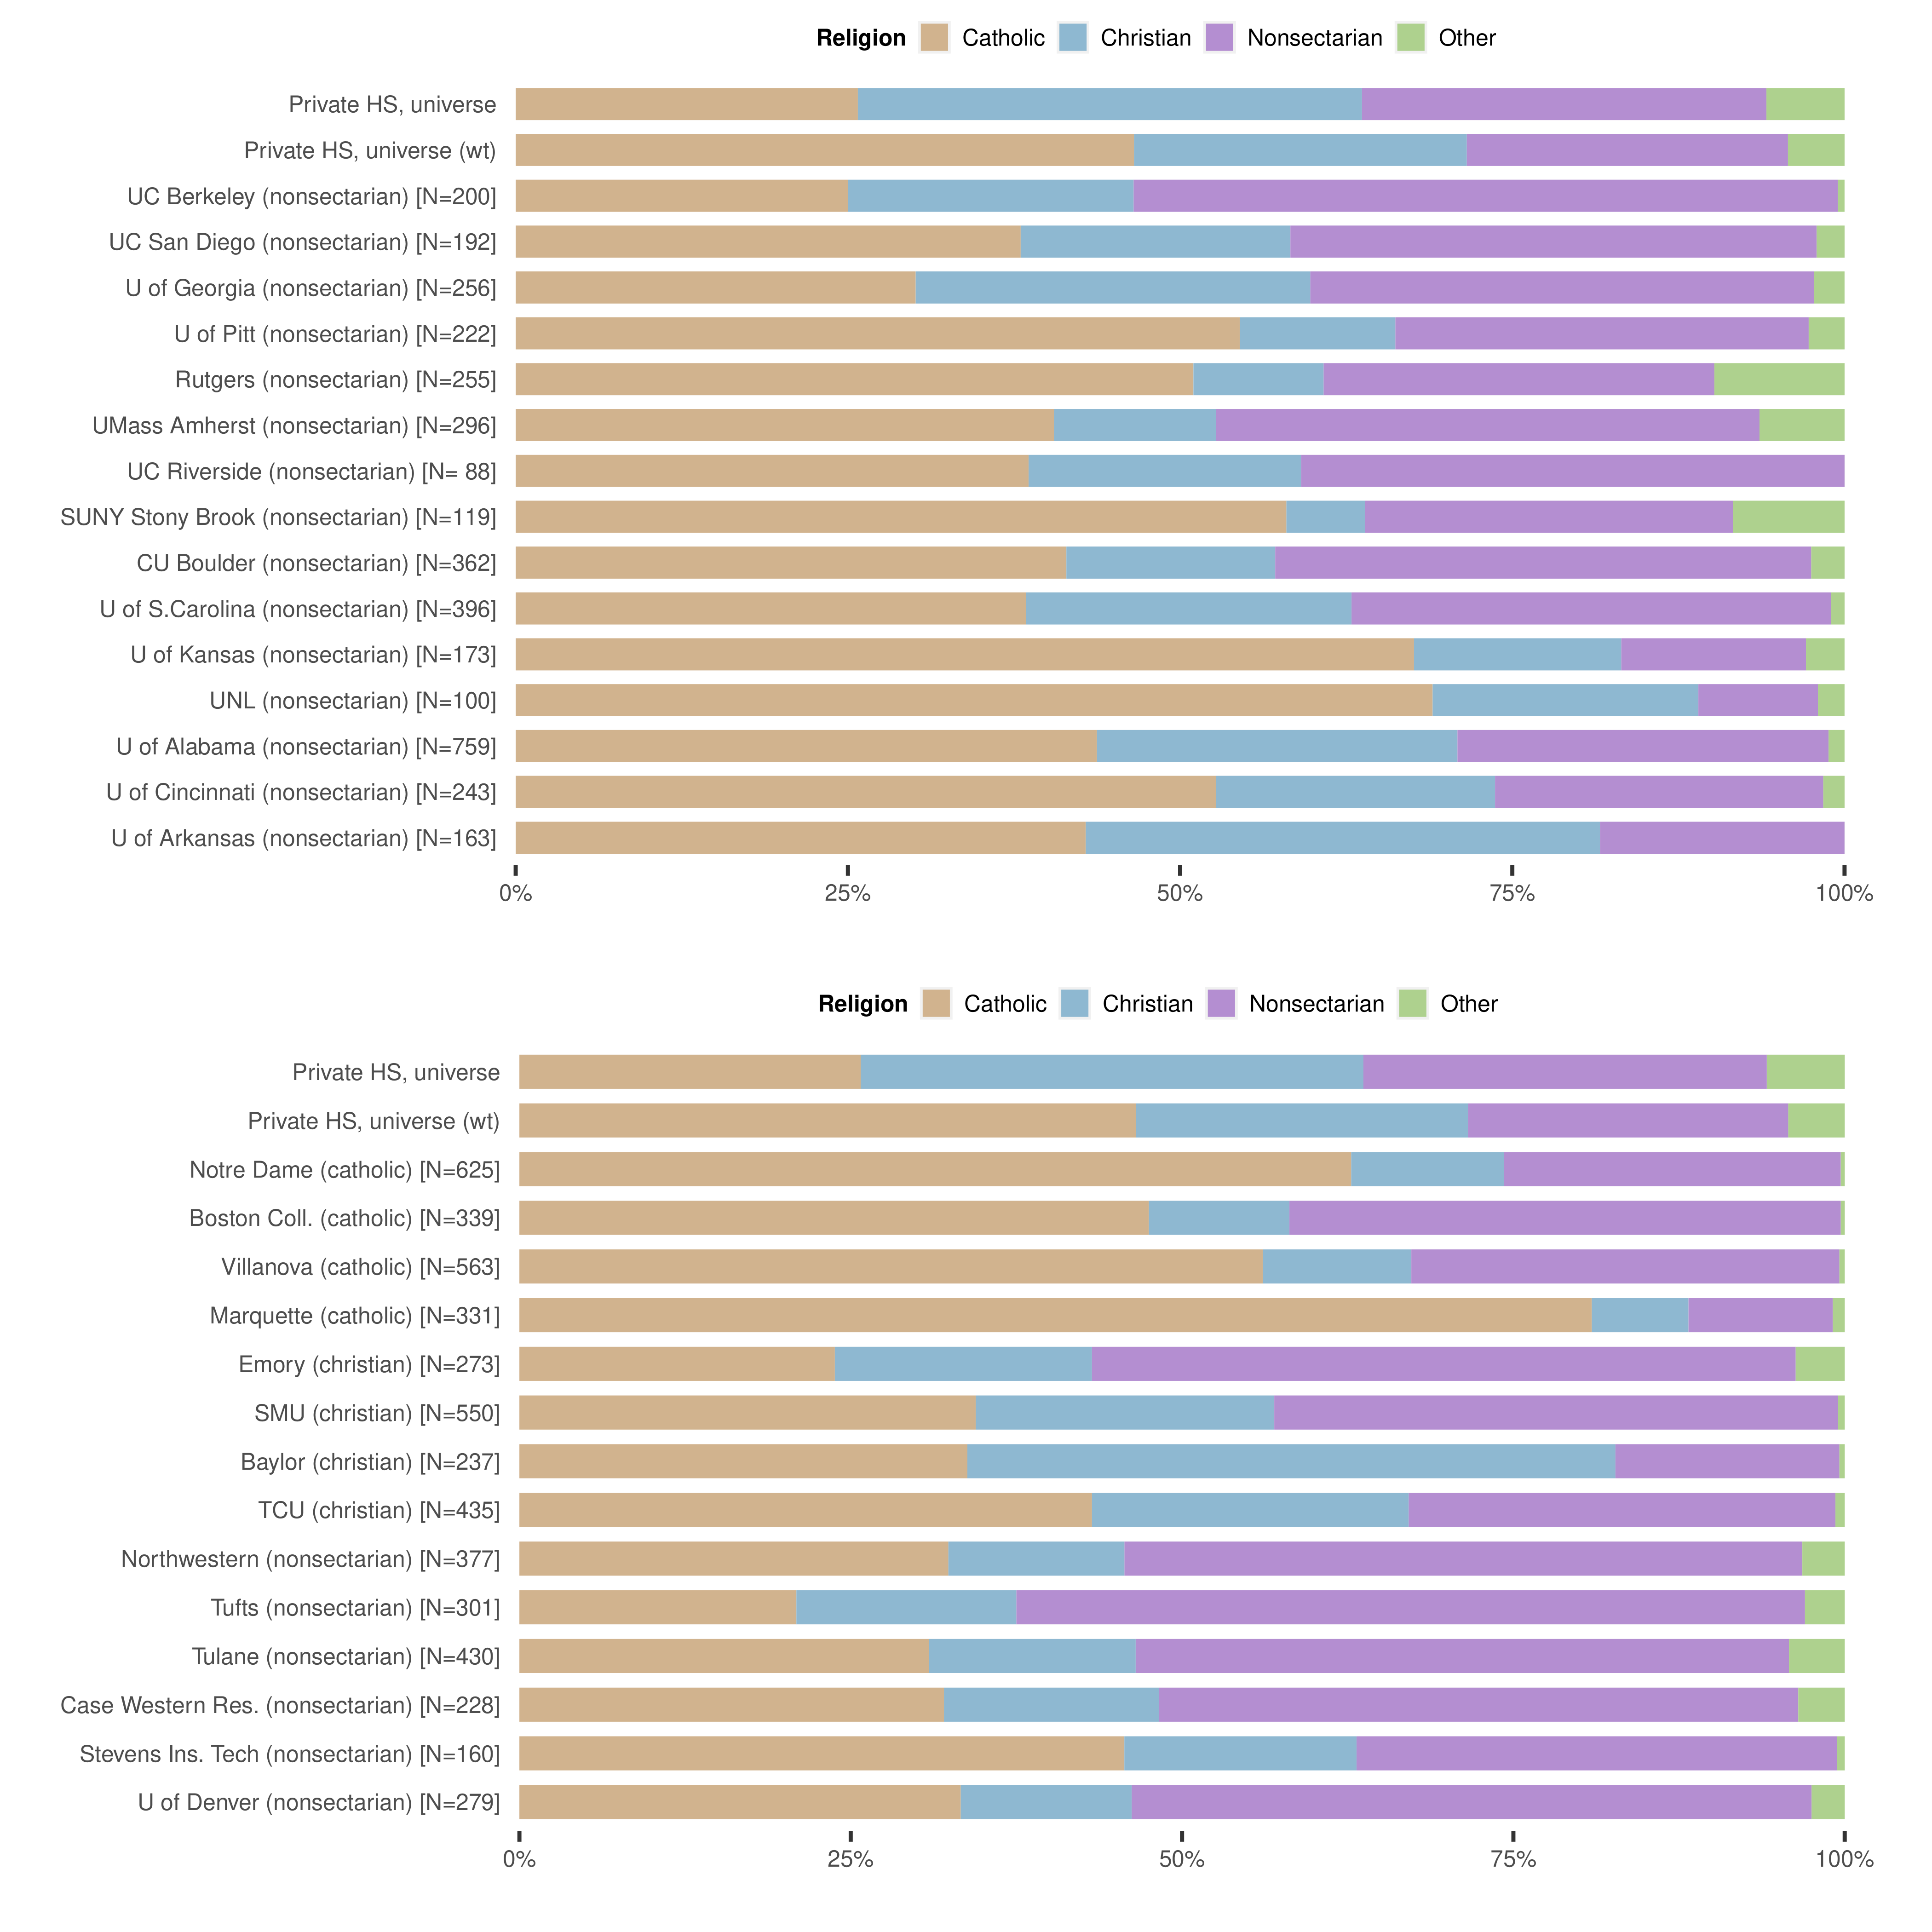 Religion Catholic Christian Nonsectarian Other
Private HS, universe
Private HS, universe (wt)
UC Berkeley (nonsectarian) [N=200]
UC San Diego (nonsectarian) [N=192]
U of Georgia (nonsectarian) [N=256]
U of Pitt (nonsectarian) [N=222]
Rutgers (nonsectarian) [N=255]
UMass Amherst (nonsectarian) [N=296]
UC Riverside (nonsectarian) [N= 88]
SUNY Stony Brook (nonsectarian) [N=119]
CU Boulder (nonsectarian) [N=362]
U of S.Carolina (nonsectarian) [N=396]
U of Kansas (nonsectarian) [N=173]
UNL (nonsectarian) [N=100]
U of Alabama (nonsectarian) [N=759]
U of Cincinnati (nonsectarian) [N=243]
U of Arkansas (nonsectarian) [N=163]
0% 25% 50% 75% 100%
Religion Catholic Christian Nonsectarian Other
Private HS, universe
Private HS, universe (wt)
Notre Dame (catholic) [N=625]
Boston Coll. (catholic) [N=339]
Villanova (catholic) [N=563]
Marquette (catholic) [N=331]
Emory (christian) [N=273]
SMU (christian) [N=550]
Baylor (christian) [N=237]
TCU (christian) [N=435]
Northwestern (nonsectarian) [N=377]
Tufts (nonsectarian) [N=301]
Tulane (nonsectarian) [N=430]
Case Western Res. (nonsectarian) [N=228]
Stevens Ins. Tech (nonsectarian) [N=160]
U of Denver (nonsectarian) [N=279]
0% 25% 50% 75% 100%